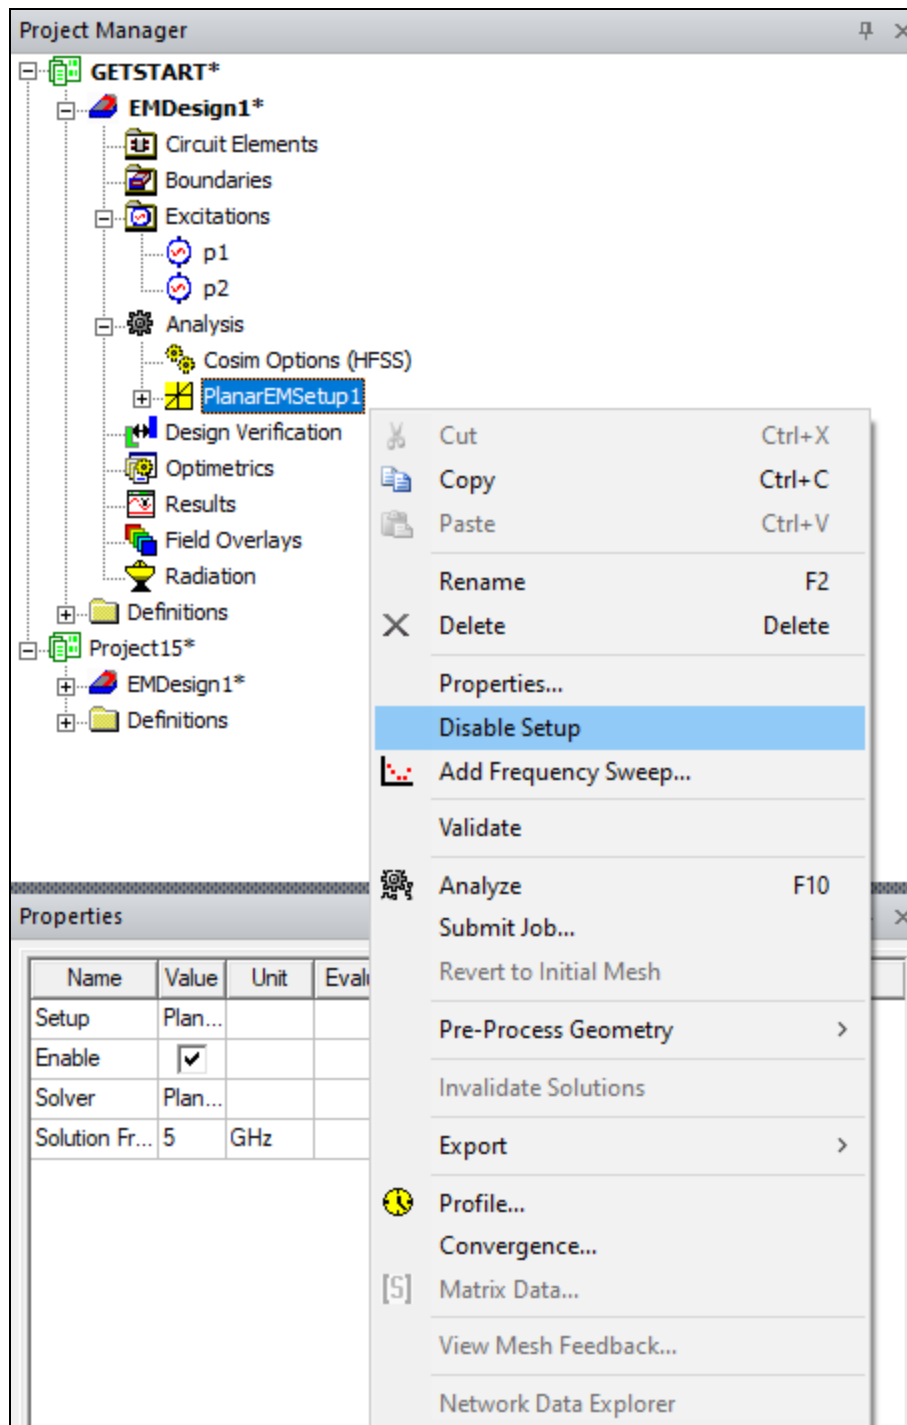 Project Manager
GETSTART*
EMDesign1*
Circuit Elements
Boundaries
Excitations
p1
p2
Analysis
Cosim Options (HFSS)
PlanarEMSetup1
Design Verification
Optimetrics
Results
Field Overlays
Radiation
Definitions
Project15*
EMDesign1*
Definitions
Cut Ctrl+X
Copy Ctrl+C
Paste Ctrl+V
Rename F2
Delete Delete
Properties...
Disable Setup
Add Frequency Sweep...
Validate
Analyze F10
Submit Job...
Revert to Initial Mesh
Pre-Process Geometry
Invalidate Solutions
Export
Profile...
Convergence...
[S] Matrix Data...
View Mesh Feedback...
Network Data Explorer
Properties
Name Value Unit Evalu
Setup Plan...
Enable
Solver Plan...
Solution Fr... 5 GHz